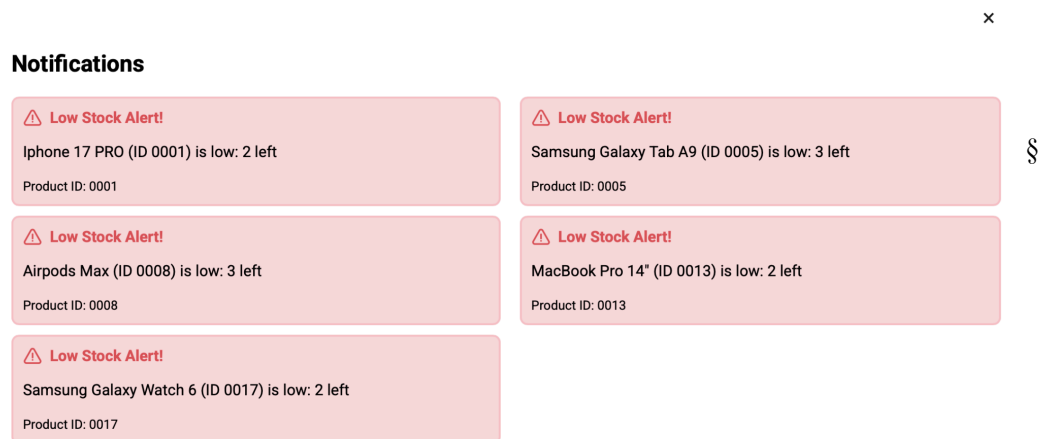 ×
Notifications
Low Stock Alert!
Iphone 17 PRO (ID 0001) is low: 2 left
Product ID: 0001
Low Stock Alert!
Samsung Galaxy Tab A9 (ID 0005) is low: 3 left
Product ID: 0005
§
Low Stock Alert!
Airpods Max (ID 0008) is low: 3 left
Product ID: 0008
Low Stock Alert!
MacBook Pro 14" (ID 0013) is low: 2 left
Product ID: 0013
Low Stock Alert!
Samsung Galaxy Watch 6 (ID 0017) is low: 2 left
Product ID: 0017